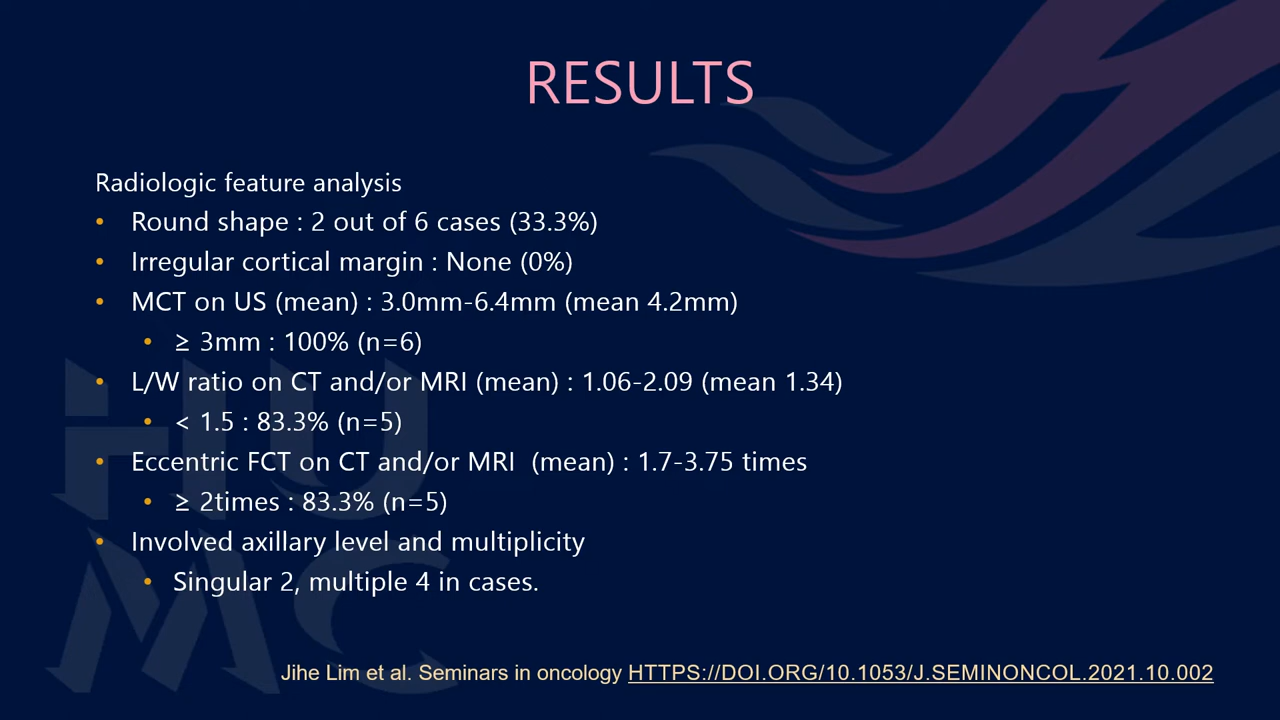 RESULTS
Radiologic feature analysis
• Round shape : 2 out of 6 cases (33.3%)
• Irregular cortical margin : None (0%)
• MCT on US (mean) : 3.0mm-6.4mm (mean 4.2mm)
• ≥ 3mm : 100% (n=6)
• L/W ratio on CT and/or MRI (mean) : 1.06-2.09 (mean 1.34)
• < 1.5 : 83.3% (n=5)
• Eccentric FCT on CT and/or MRI (mean) : 1.7-3.75 times
• ≥ 2times : 83.3% (n=5)
• Involved axillary level and multiplicity
• Singular 2, multiple 4 in cases.
HU
MC
Jihe Lim et al. Seminars in oncology HTTPS://DOI.ORG/10.1053/J.SEMINONCOL.2021.10.002